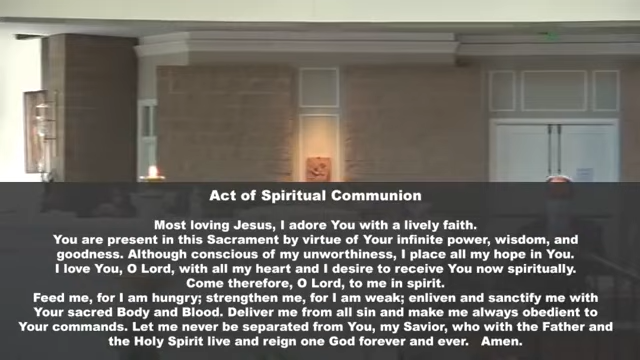 Act of Spiritual Communion
Most loving Jesus, I adore You with a lively faith.
You are present in this Sacrament by virtue of Your infinite power, wisdom, and
goodness. Although conscious of my unworthiness, I place all my hope in You.
I love You, O Lord, with all my heart and I desire to receive You now spiritually.
Come therefore, O Lord, to me in spirit.
Feed me, for I am hungry; strengthen me, for I am weak; enliven and sanctify me with
Your sacred Body and Blood. Deliver me from all sin and make me always obedient to
Your commands. Let me never be separated from You, my Savior, who with the Father and
the Holy Spirit live and reign one God forever and ever. Amen.